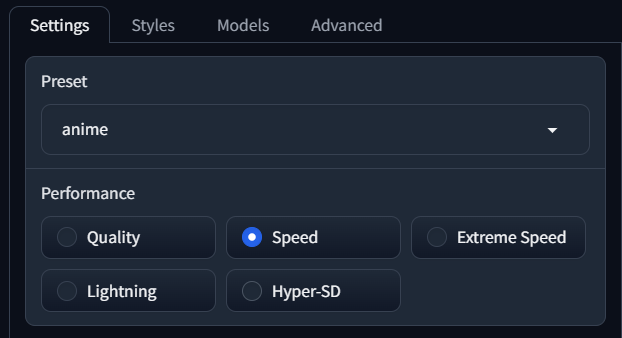 Settings Styles Models Advanced
Preset
anime
Performance
Quality Speed Extreme Speed
Lightning Hyper-SD